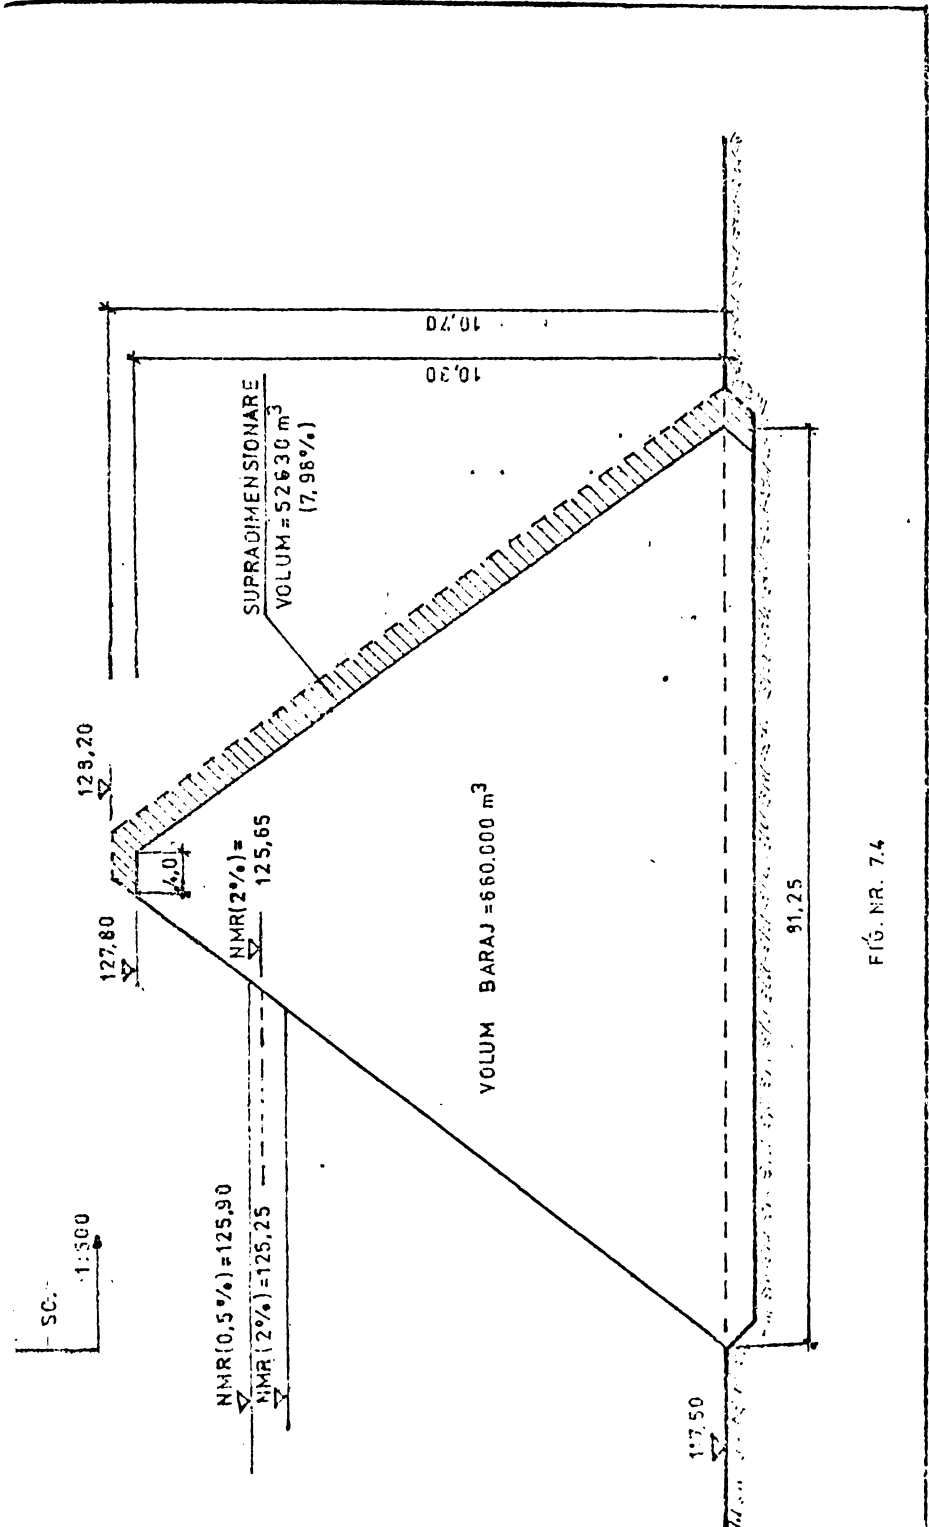 SC.
1:500
NMR(0,5%)=125,90
NMR(2%)=125,25
127,80
128,20
4,0
NMR(2%)=
125,65
SUPRADIMENSIONARE
VOLUM=52630 m³
(7,98%)
10,70
10,30
VOLUM BARAJ=660.000 m³
117,50
91,25
FIG. NR. 7.4